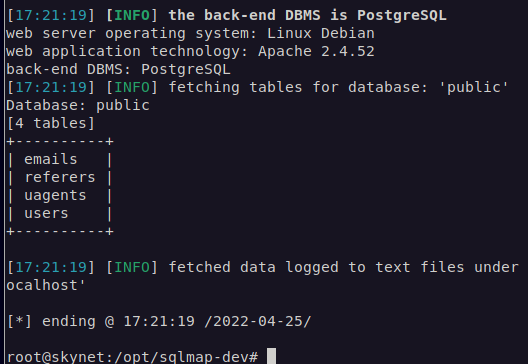 [17:21:19] [INFO] the back-end DBMS is PostgreSQL
web server operating system: Linux Debian
web application technology: Apache 2.4.52
back-end DBMS: PostgreSQL
[17:21:19] [INFO] fetching tables for database: 'public'
Database: public
[4 tables]
+----------+
| emails   |
| referers |
| uagents  |
| users    |
+----------+
[17:21:19] [INFO] fetched data logged to text files under
ocalhost'
[*] ending @ 17:21:19 /2022-04-25/
root@skynet:/opt/sqlmap-dev#